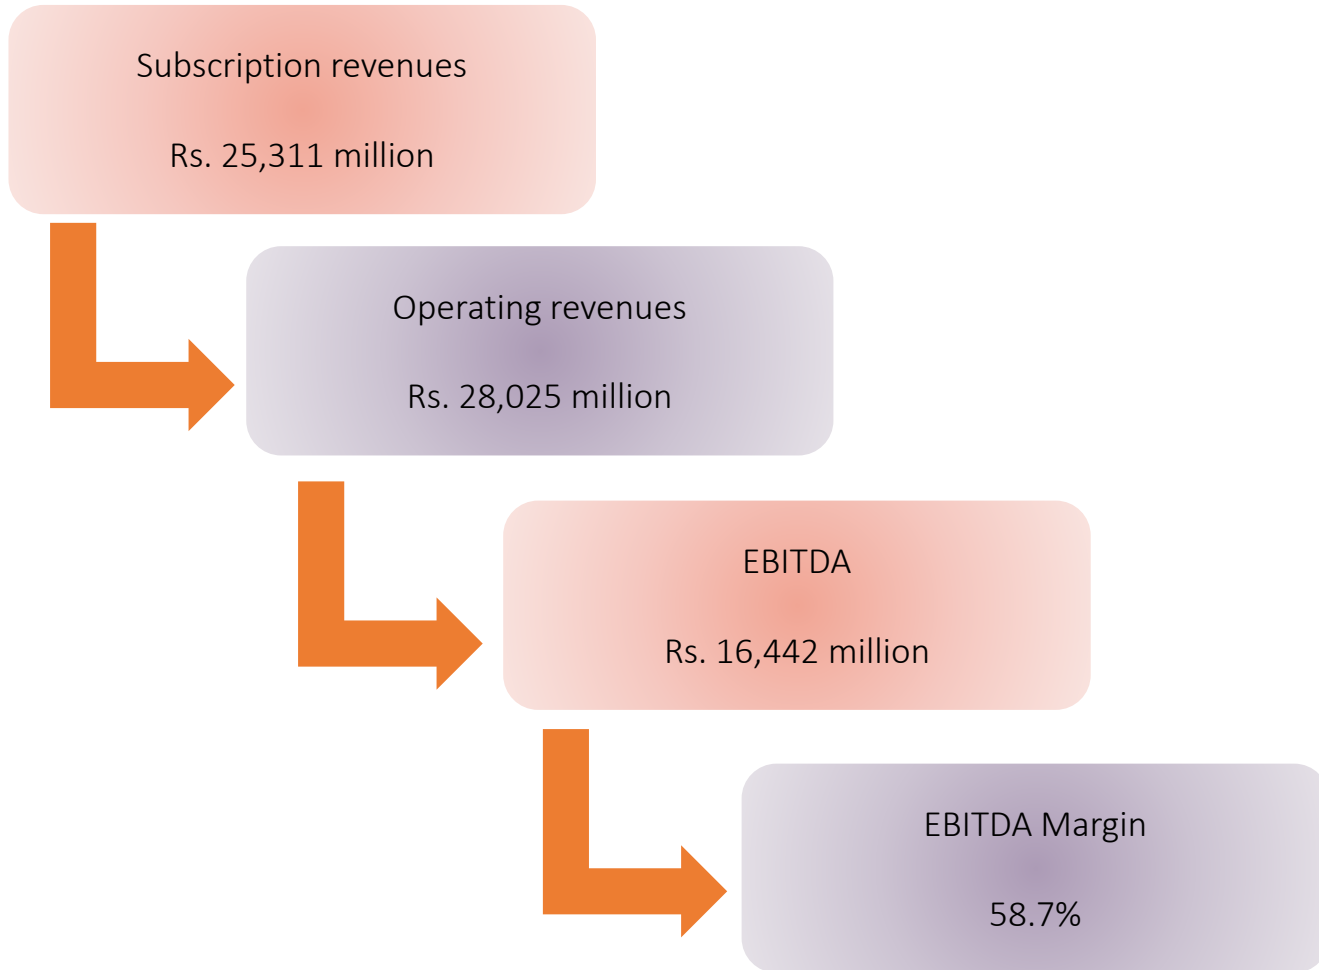 Subscription revenues
Rs. 25,311 million
Operating revenues
Rs. 28,025 million
EBITDA
Rs. 16,442 million
EBITDA Margin
58.7%